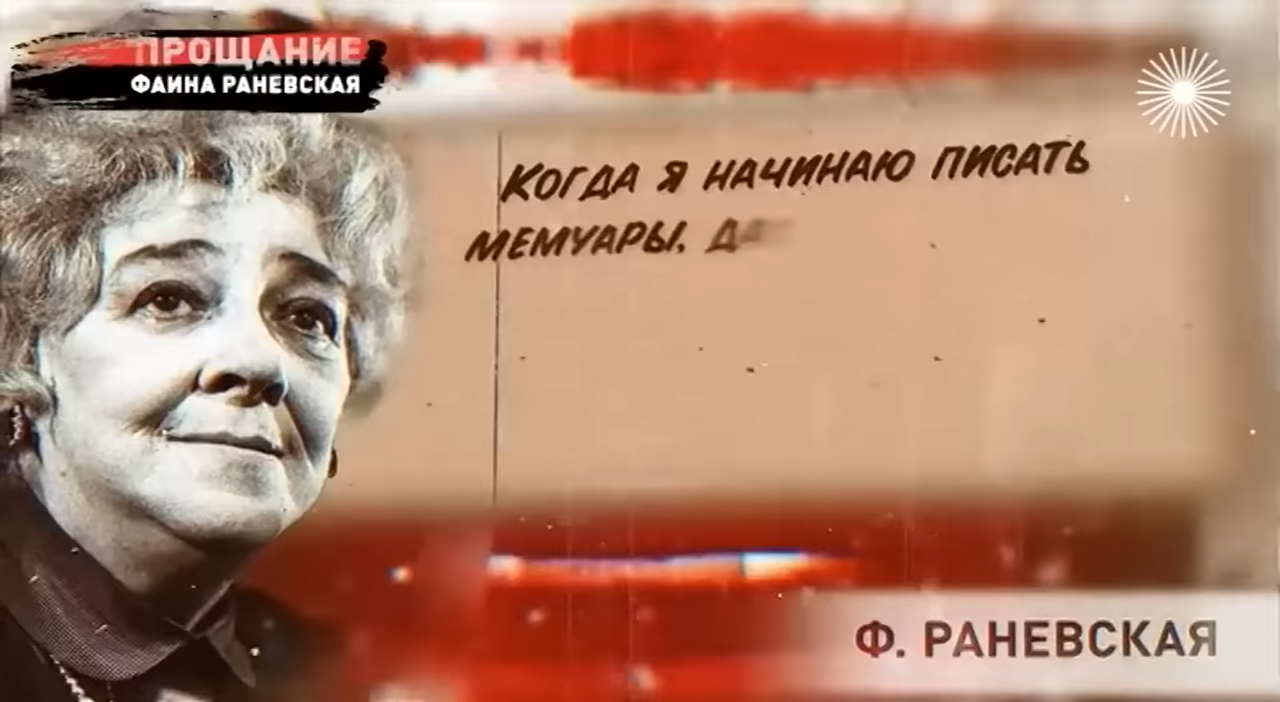 ПРОЩАНИЕ
ФАИНА РАНЕВСКАЯ
КОГДА Я НАЧИНАЮ ПИСАТЬ
МЕМУАРЫ,
Ф. РАНЕВСКАЯ